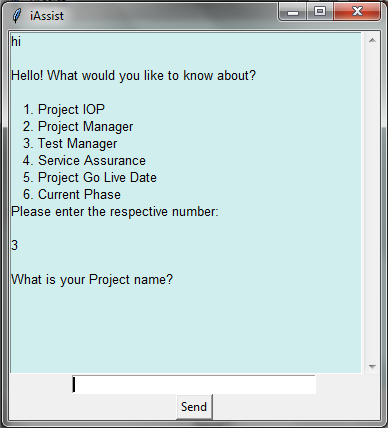 iAssist
hi
Hello! What would you like to know about?
1. Project IOP
2. Project Manager
3. Test Manager
4. Service Assurance
5. Project Go Live Date
6. Current Phase
Please enter the respective number:
3
What is your Project name?
Send